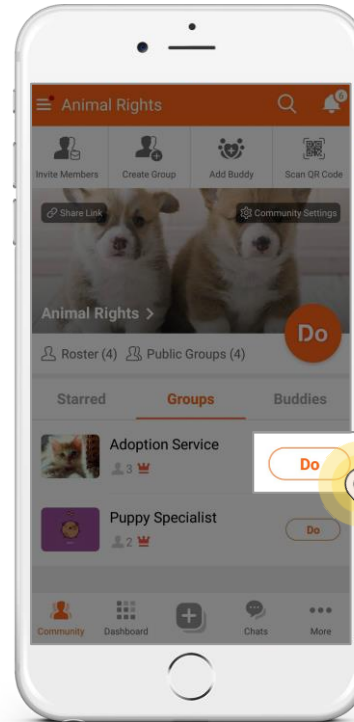 Animal Rights
6
Invite Members
Create Group
Add Buddy
Scan QR Code
Share Link
Community Settings
Animal Rights >
Do
Roster (4)
Public Groups (4)
Starred
Groups
Buddies
Adoption Service
3
Do
Puppy Specialist
2
Do
Community
Dashboard
Chats
More